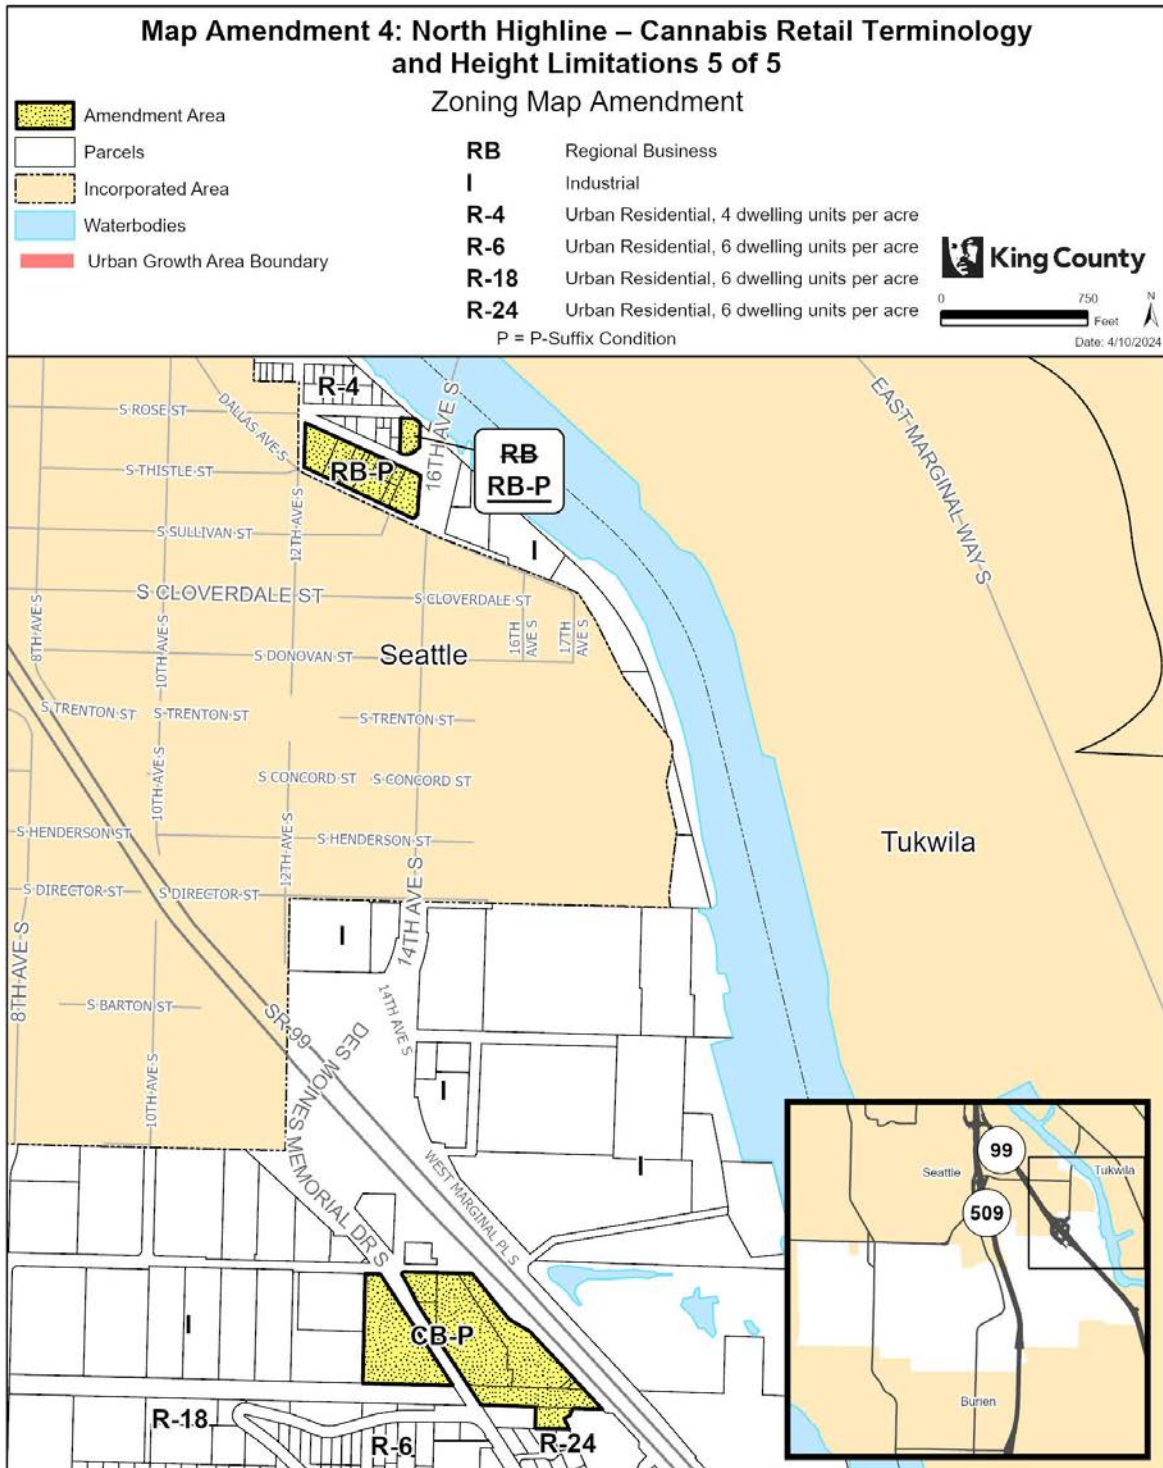 Map Amendment 4: North Highline – Cannabis Retail Terminology
and Height Limitations 5 of 5
Zoning Map Amendment
Amendment Area
Parcels
Incorporated Area
Waterbodies
Urban Growth Area Boundary
RB Regional Business
I Industrial
R-4 Urban Residential, 4 dwelling units per acre
R-6 Urban Residential, 6 dwelling units per acre
R-18 Urban Residential, 6 dwelling units per acre
R-24 Urban Residential, 6 dwelling units per acre
P = P-Suffix Condition
King County
0 750
Feet
N
Date: 4/10/2024
R-4
S ROSE ST
DALLAS AVE S
16TH AVE S
EAST MARGINAL WAY S
RB
RB-P
RB-P
S THISTLE ST
12TH AVE S
S SULLIVAN ST
I
S CLOVERDALE ST
S CLOVERDALE ST
8TH AVE S
10TH AVE S
16TH
AVE S
17TH
AVE S
S DONOVAN ST
Seattle
S TRENTON ST
S TRENTON ST
S TRENTON ST
10TH AVE S
S CONCORD ST
S CONCORD ST
S HENDERSON ST
12TH AVE S
S HENDERSON ST
Tukwila
S DIRECTOR ST
S DIRECTOR ST
14TH AVE S
8TH AVE S
I
S BARTON ST
SR-99
14TH AVE S
DES MOINES MEMORIAL DR S
10TH AVE S
I
WEST MARGINAL PL S
I
I
CB-P
R-18
R-6
R-24
99
Seattle
Tukwila
509
Burien